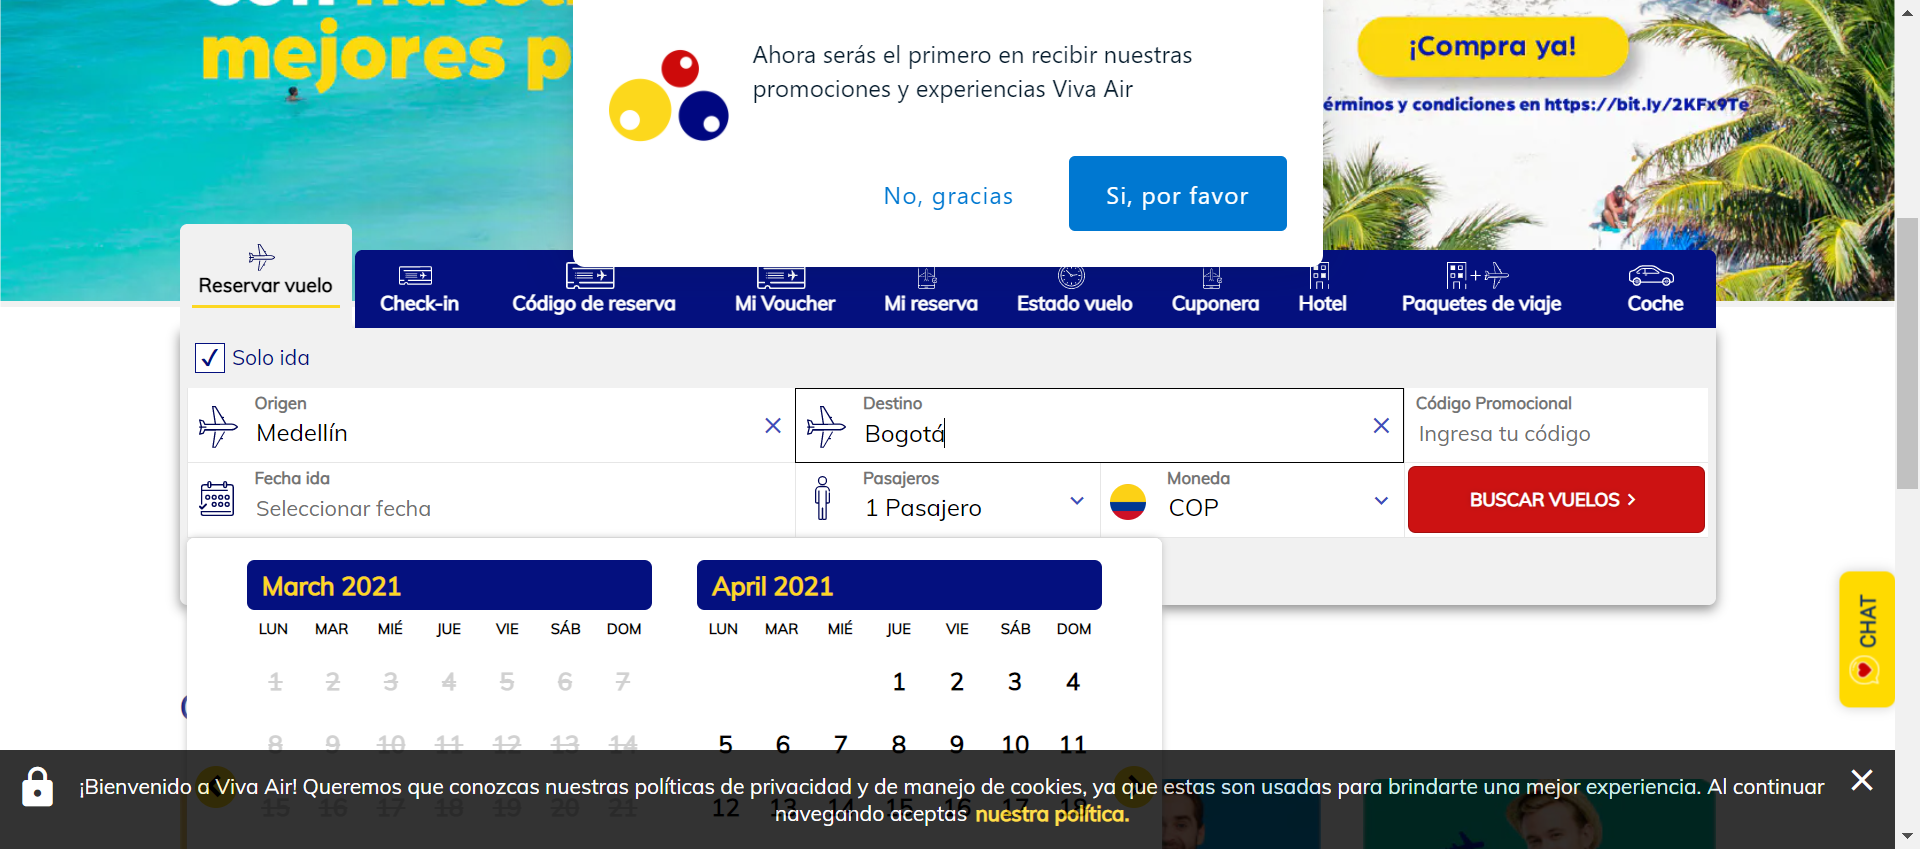 mejores p
Ahora serás el primero en recibir nuestras
promociones y experiencias Viva Air
No, gracias
Si, por favor
¡Compra ya!
érminos y condiciones en https://bit.ly/2KFx9Te
Reservar vuelo
Check-in
Código de reserva
Mi Voucher
Mi reserva
Estado vuelo
Cuponera
Hotel
Paquetes de viaje
Coche
Solo ida
Origen
Medellín
Destino
Bogotá
Código Promocional
Ingresa tu código
Fecha ida
Seleccionar fecha
Pasajeros
1 Pasajero
Moneda
COP
BUSCAR VUELOS
March 2021
LUN MAR MIÉ JUE VIE SÁB DOM
1 2 3 4 5 6 7
8 9 10 11 12 13 14
15 16 17 18 19 20 21
April 2021
LUN MAR MIÉ JUE VIE SÁB DOM
1 2 3 4
5 6 7 8 9 10 11
12 13 14 15 16 17 18
CHAT
¡Bienvenido a Viva Air! Queremos que conozcas nuestras políticas de privacidad y de manejo de cookies, ya que estas son usadas para brindarte una mejor experiencia. Al continuar
navegando aceptas nuestra política.